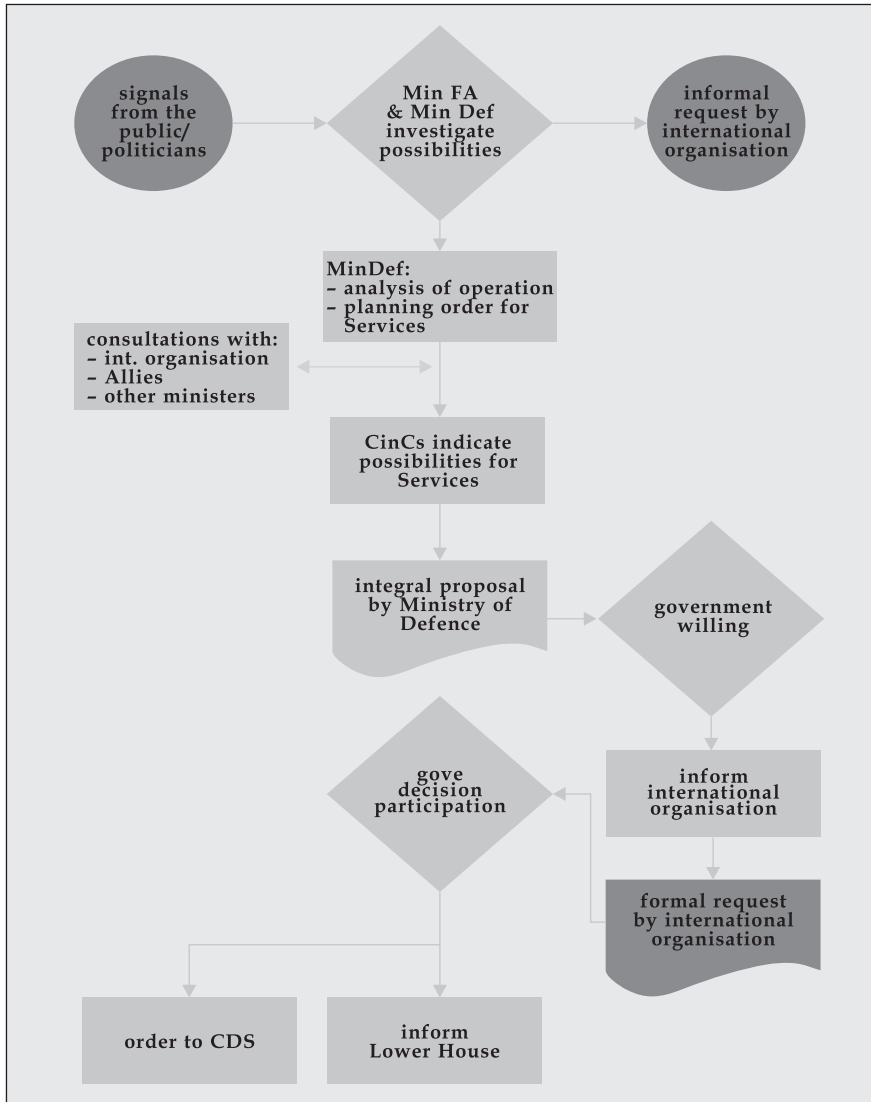 signals
from the
public/
politicians
Min FA
& Min Def
investigate
possibilities
informal
request by
international
organisation
MinDef:
– analysis of operation
– planning order for
Services
consultations with:
– int. organisation
– Allies
– other ministers
CinCs indicate
possibilities for
Services
integral proposal
by Ministry of
Defence
government
willing
gove
decision
participation
inform
international
organisation
formal request
by international
organisation
order to CDS
inform
Lower House